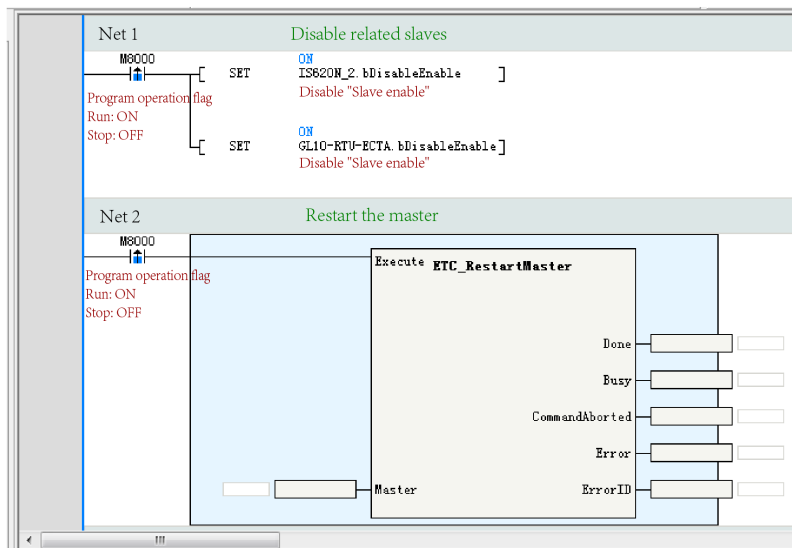 Net 1 Disable related slaves
M8000
ON
[ SET IS620N_2.bDisableEnable ]
Disable "Slave enable"
Program operation flag
Run: ON
Stop: OFF
ON
[ SET GL10-RTU-ECTA.bDisableEnable ]
Disable "Slave enable"
Net 2 Restart the master
M8000
Program operation flag
Run: ON
Stop: OFF
Execute ETC_RestartMaster
Done
Busy
CommandAborted
Error
Master ErrorID